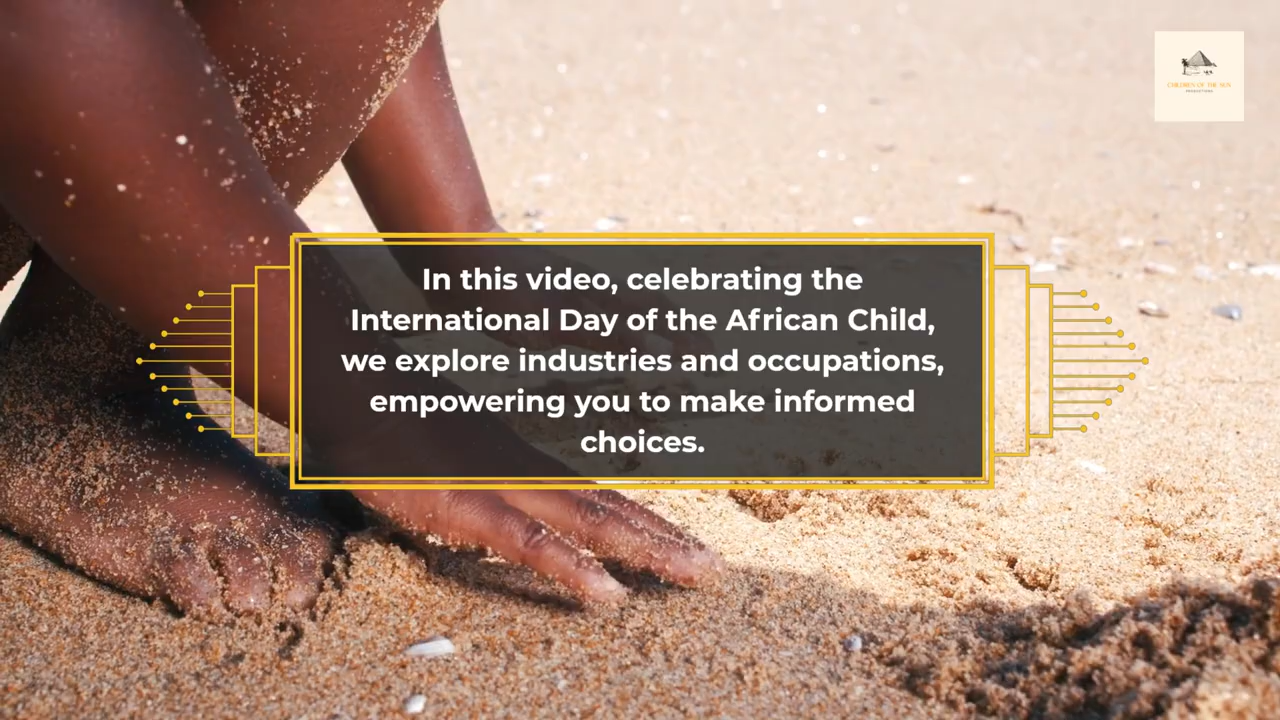 CHILDREN OF THE SUN
PRODUCTIONS
In this video, celebrating the
International Day of the African Child,
we explore industries and occupations,
empowering you to make informed
choices.